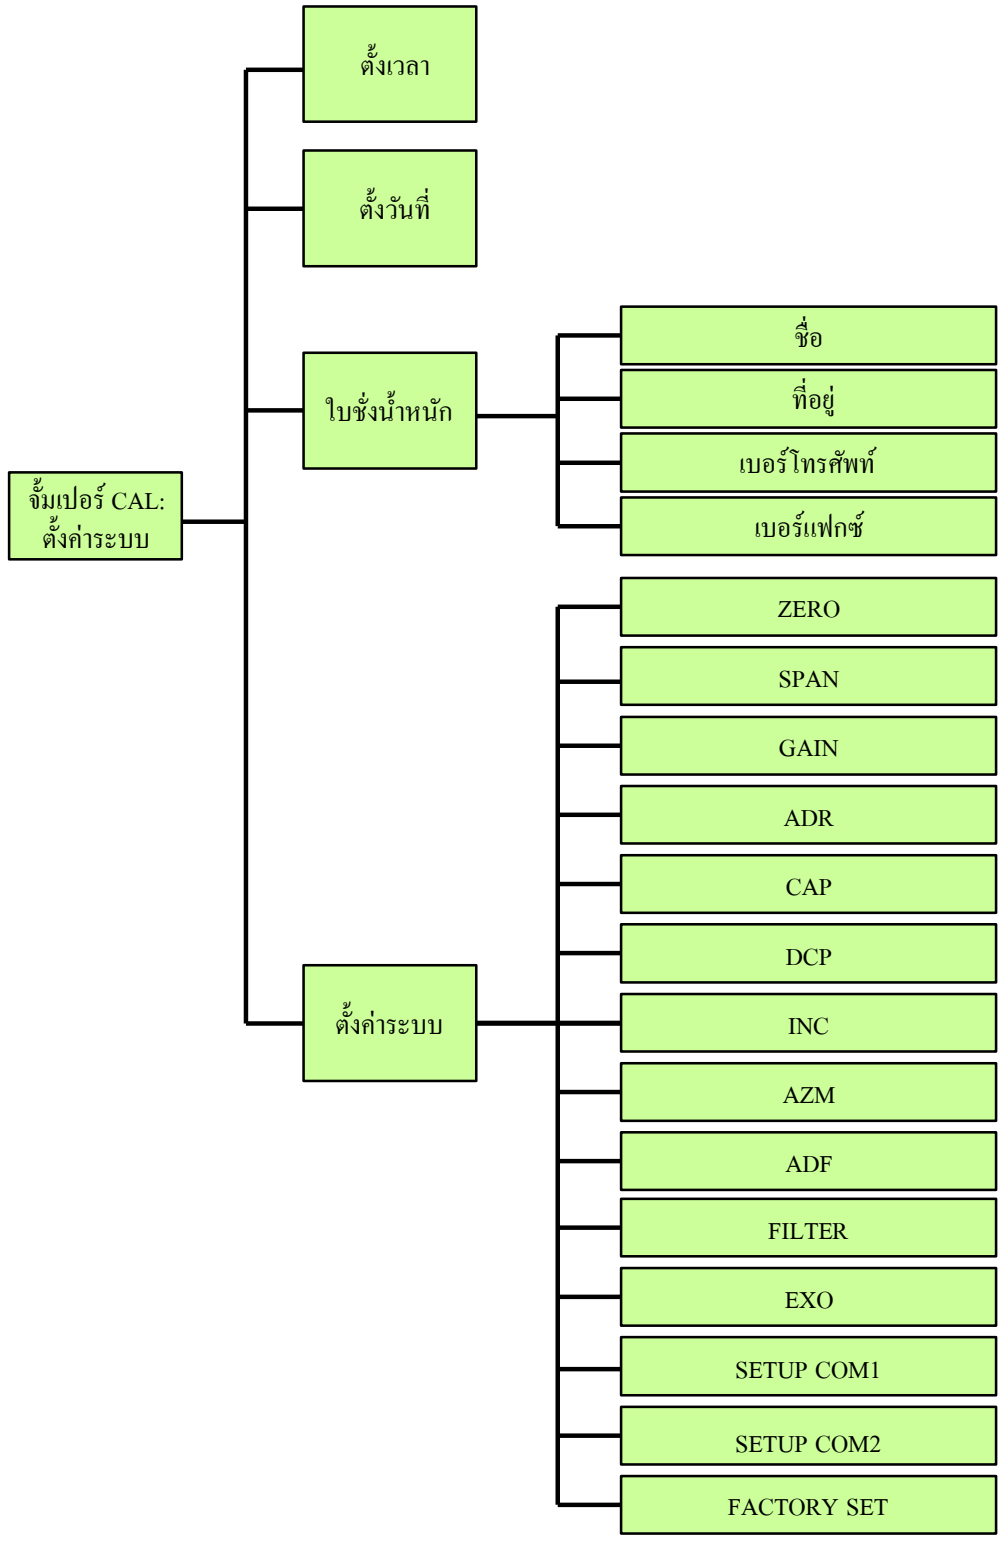 ตั้งเวลา
ตั้งวันที่
ใบชั่งน้ำหนัก
ชื่อ
ที่อยู่
เบอร์โทรศัพท์
เบอร์แฟกซ์
จั้มเปอร์ CAL:
ตั้งค่าระบบ
ตั้งค่าระบบ
ZERO
SPAN
GAIN
ADR
CAP
DCP
INC
AZM
ADF
FILTER
EXO
SETUP COM1
SETUP COM2
FACTORY SET